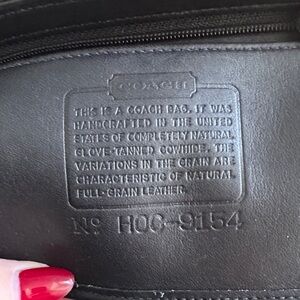 COACH
THIS IS A COACH BAG. IT WAS
HANDCRAFTED IN THE UNITED
STATES OF COMPLETELY NATURAL
GLOVE-TANNED COWHIDE. THE
VARIATIONS IN THE GRAIN ARE
CHARACTERISTIC OF NATURAL
FULL-GRAIN LEATHER.
Nº HOC-9154